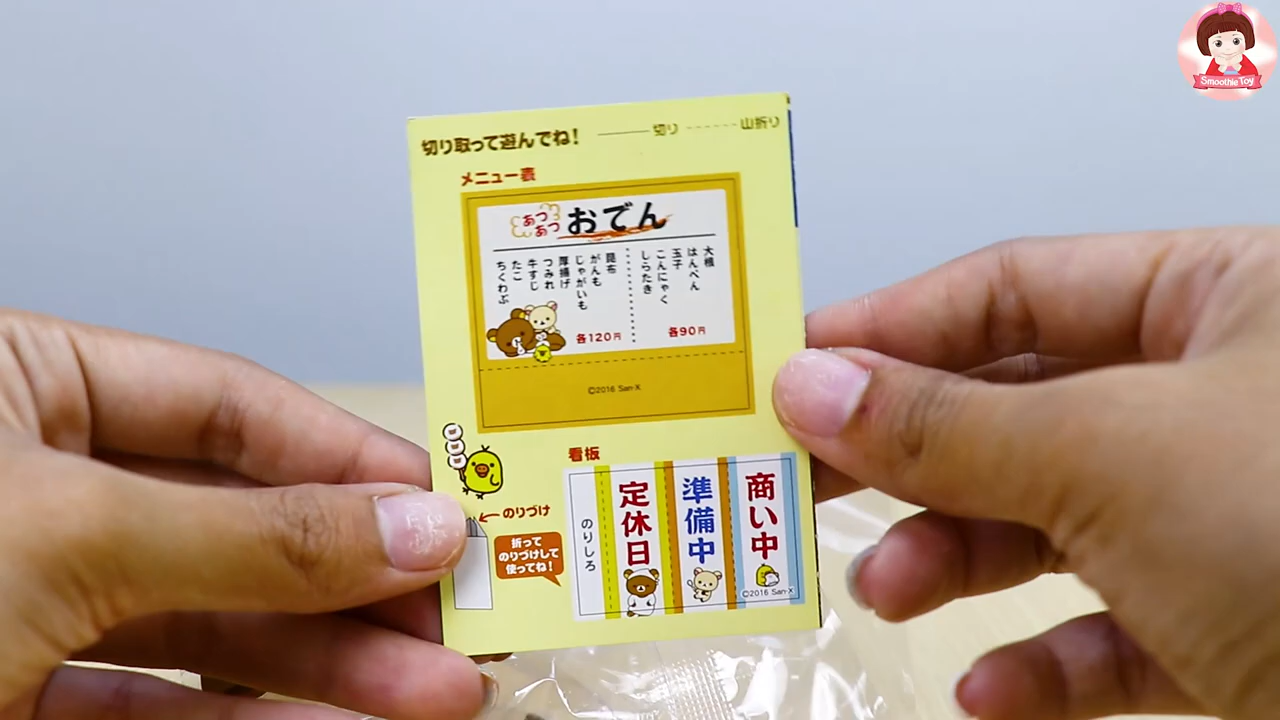 Smoothie Toy
切り取って遊んでね!
切り
山折り
メニュー表
あつ
あつ
おでん
大根
はんぺん
玉子
こんにゃく
しらたき
各90円
昆布
がんも
じゃがいも
厚揚げ
つみれ
牛すじ
たこ
ちくわぶ
各120円
©2016 San-X
看板
のりづけ
折って
のりづけして
使ってね!
商い中
準備中
定休日
のりしろ
©2016 San-X